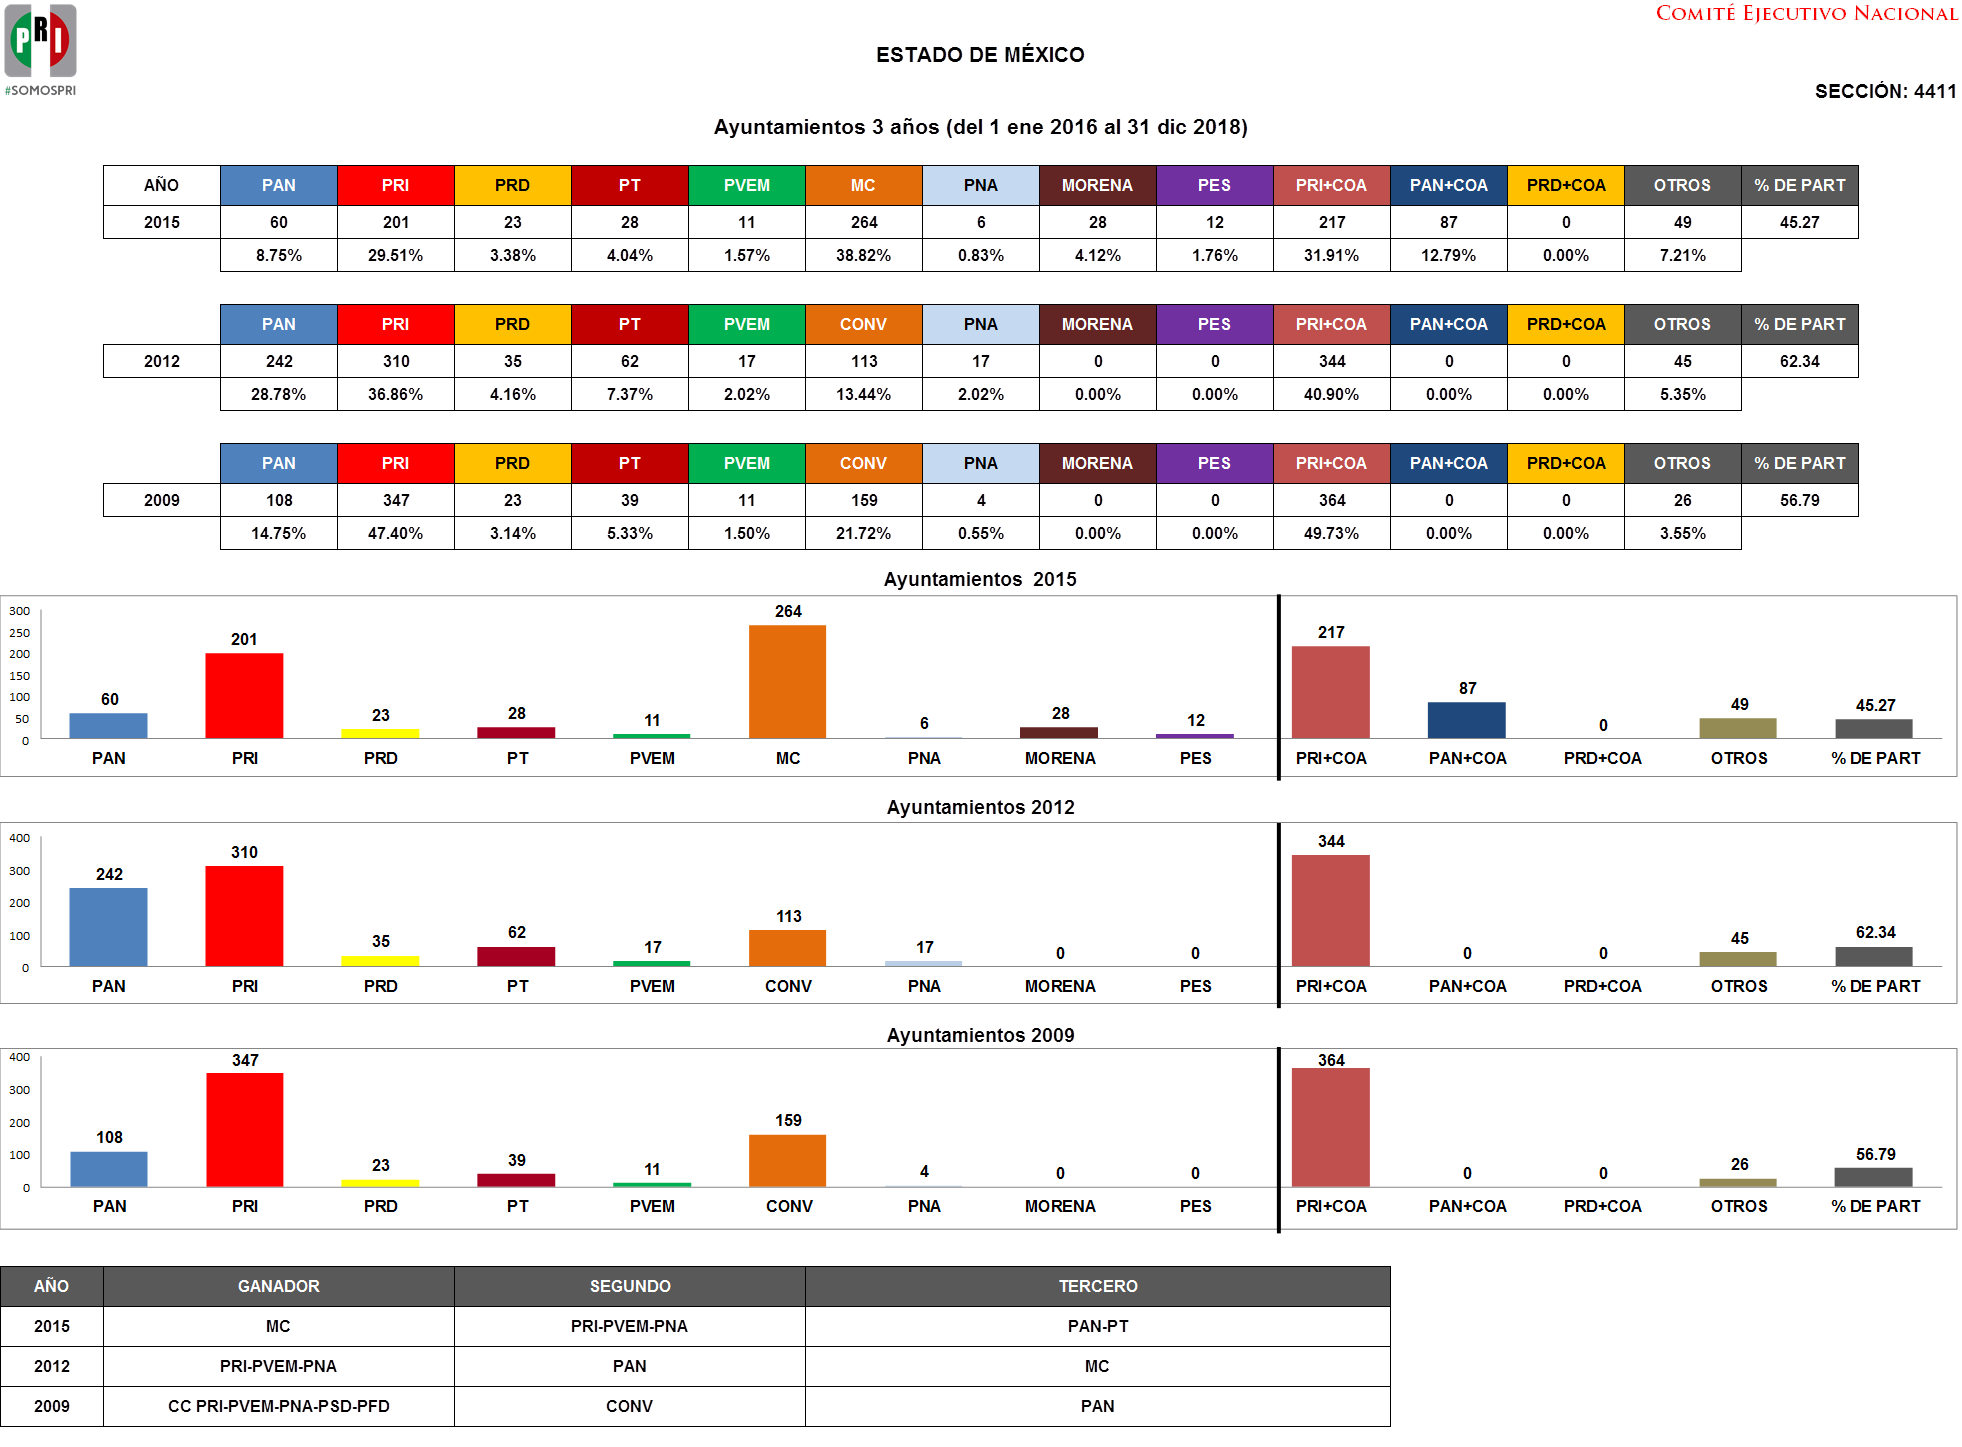 PRI
#SOMOSPRI
COMITÉ EJECUTIVO NACIONAL
ESTADO DE MÉXICO
SECCIÓN: 4411
Ayuntamientos 3 años (del 1 ene 2016 al 31 dic 2018)
AÑO PAN PRI PRD PT PVEM MC PNA MORENA PES PRI+COA PAN+COA PRD+COA OTROS % DE PART
2015 60 201 23 28 11 264 6 28 12 217 87 0 49 45.27
8.75% 29.51% 3.38% 4.04% 1.57% 38.82% 0.83% 4.12% 1.76% 31.91% 12.79% 0.00% 7.21%
PAN PRI PRD PT PVEM CONV PNA MORENA PES PRI+COA PAN+COA PRD+COA OTROS % DE PART
2012 242 310 35 62 17 113 17 0 0 344 0 0 45 62.34
28.78% 36.86% 4.16% 7.37% 2.02% 13.44% 2.02% 0.00% 0.00% 40.90% 0.00% 0.00% 5.35%
PAN PRI PRD PT PVEM CONV PNA MORENA PES PRI+COA PAN+COA PRD+COA OTROS % DE PART
2009 108 347 23 39 11 159 4 0 0 364 0 0 26 56.79
14.75% 47.40% 3.14% 5.33% 1.50% 21.72% 0.55% 0.00% 0.00% 49.73% 0.00% 0.00% 3.55%
Ayuntamientos 2015
300
250
200
150
100
50
0
60 201 23 28 11 264 6 28 12 217 87 0 49 45.27
PAN PRI PRD PT PVEM MC PNA MORENA PES PRI+COA PAN+COA PRD+COA OTROS % DE PART
Ayuntamientos 2012
400
300
200
100
0
242 310 35 62 17 113 17 0 0 344 0 0 45 62.34
PAN PRI PRD PT PVEM CONV PNA MORENA PES PRI+COA PAN+COA PRD+COA OTROS % DE PART
Ayuntamientos 2009
400
300
200
100
0
108 347 23 39 11 159 4 0 0 364 0 0 26 56.79
PAN PRI PRD PT PVEM CONV PNA MORENA PES PRI+COA PAN+COA PRD+COA OTROS % DE PART
AÑO GANADOR SEGUNDO TERCERO
2015 MC PRI-PVEM-PNA PAN-PT
2012 PRI-PVEM-PNA PAN MC
2009 CC PRI-PVEM-PNA-PSD-PFD CONV PAN